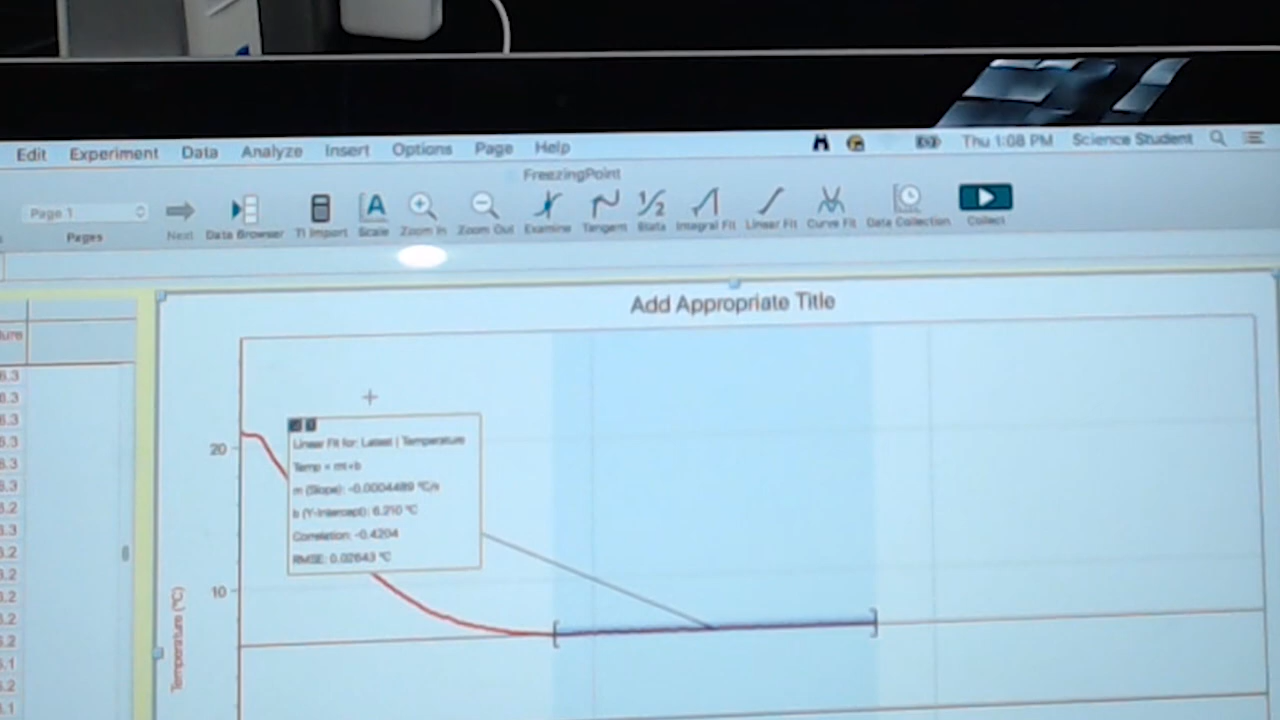 Edit Experiment Data Analyze Insert Options Page Help Thu 1:08 PM Science Student
FreezingPoint
Page 1
Pages Next Data Browser TI Import Scale Zoom In Zoom Out Examine Tangent Stats Integral Fit Linear Fit Curve Fit Data Collection Collect
1/2
A
Add Appropriate Title
20
10
Temperature (°C)
Linear Fit for: Latest | Temperature
Temp = mt+b
m (Slope): -0.0004489 °C/s
b (Y-Intercept): 6.210 °C
Correlation: -0.4204
RMSE: 0.02643 °C